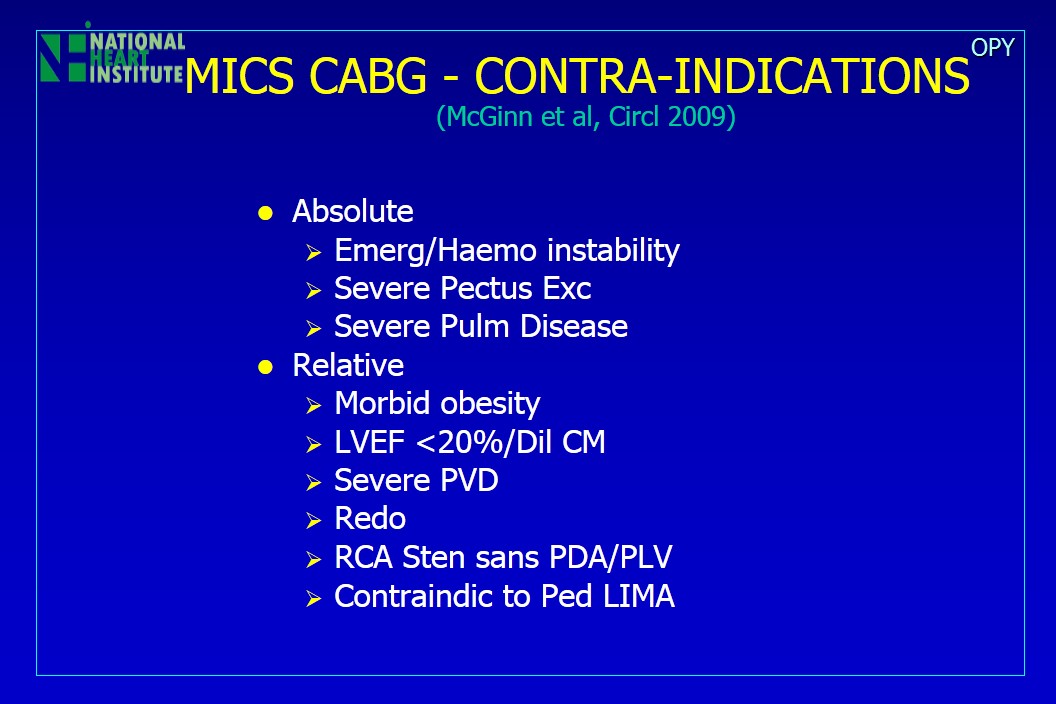 NATIONAL
HEART
INSTITUTE
OPY
MICS CABG - CONTRA-INDICATIONS
(McGinn et al, Circl 2009)
Absolute
Emerg/Haemo instability
Severe Pectus Exc
Severe Pulm Disease
Relative
Morbid obesity
LVEF <20%/Dil CM
Severe PVD
Redo
RCA Sten sans PDA/PLV
Contraindic to Ped LIMA